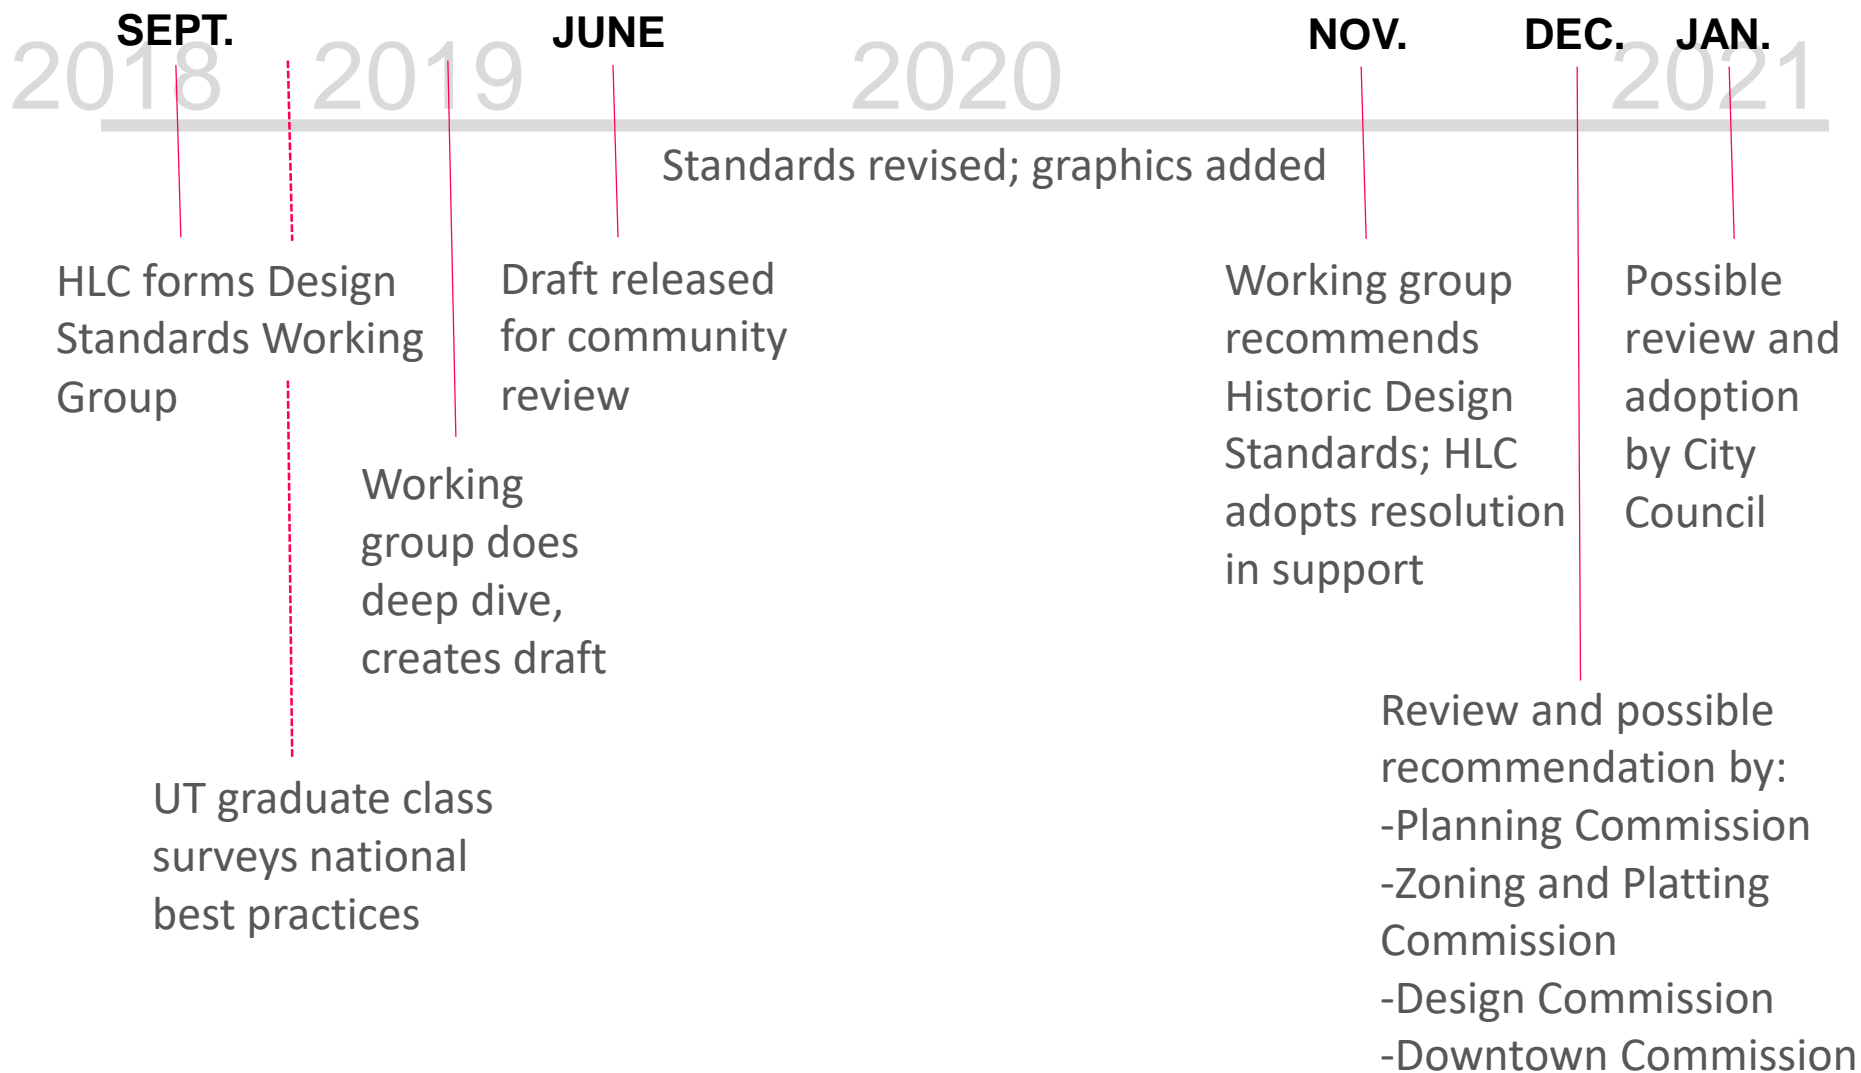 SEPT.
JUNE
NOV.
DEC.
JAN.
2018
2019
2020
2021
Standards revised; graphics added
HLC forms Design
Standards Working
Group
Draft released
for community
review
Working group
recommends
Historic Design
Standards; HLC
adopts resolution
in support
Possible
review and
adoption
by City
Council
Working
group does
deep dive,
creates draft
UT graduate class
surveys national
best practices
Review and possible
recommendation by:
-Planning Commission
-Zoning and Platting
Commission
-Design Commission
-Downtown Commission